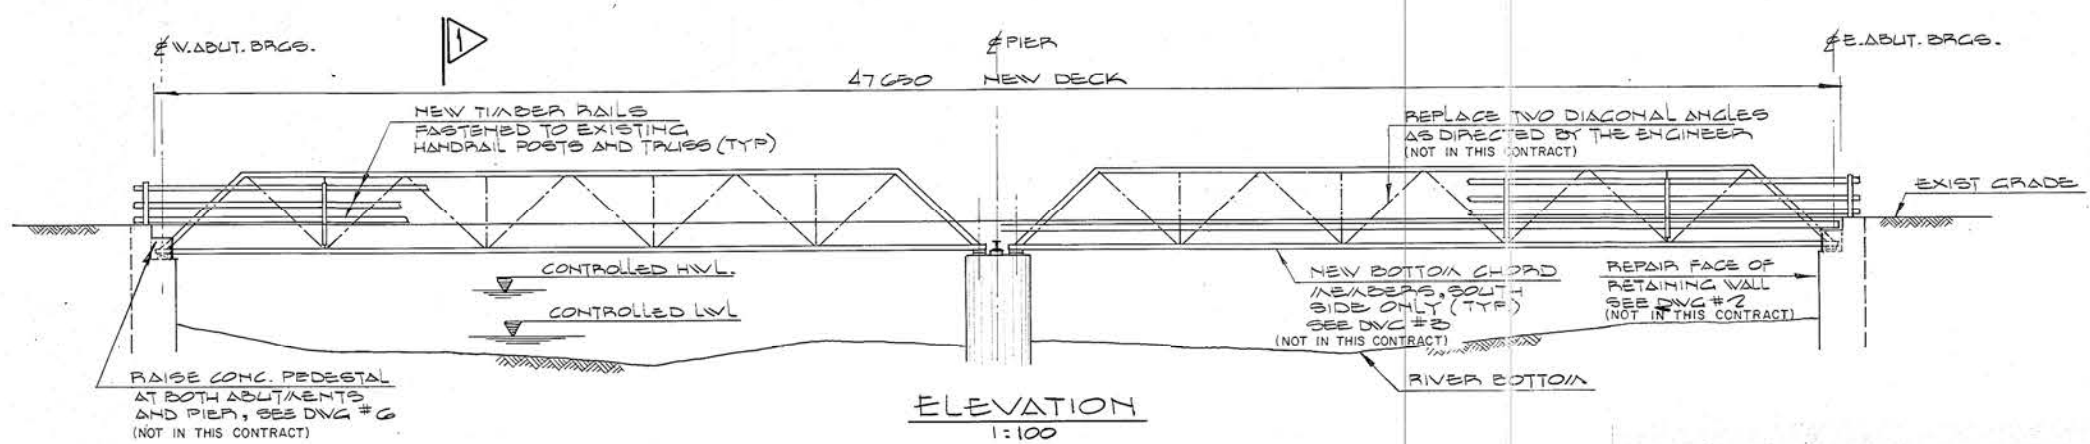 ℄ W. ABUT. BRGS.
1
℄ PIER
℄ E. ABUT. BRGS.
47650 NEW DECK
NEW TIMBER RAILS
FASTENED TO EXISTING
HANDRAIL POSTS AND TRUSS (TYP)
REPLACE TWO DIAGONAL ANGLES
AS DIRECTED BY THE ENGINEER
(NOT IN THIS CONTRACT)
EXIST GRADE
CONTROLLED HWL.
CONTROLLED LWL
NEW BOTTOM CHORD
MEMBERS, SOUTH
SIDE ONLY (TYP.)
SEE DWG #3
(NOT IN THIS CONTRACT)
REPAIR FACE OF
RETAINING WALL
SEE DWG #2
(NOT IN THIS CONTRACT)
RAISE CONC. PEDESTAL
AT BOTH ABUTMENTS
AND PIER, SEE DWG #6
(NOT IN THIS CONTRACT)
RIVER BOTTOM
ELEVATION
1:100